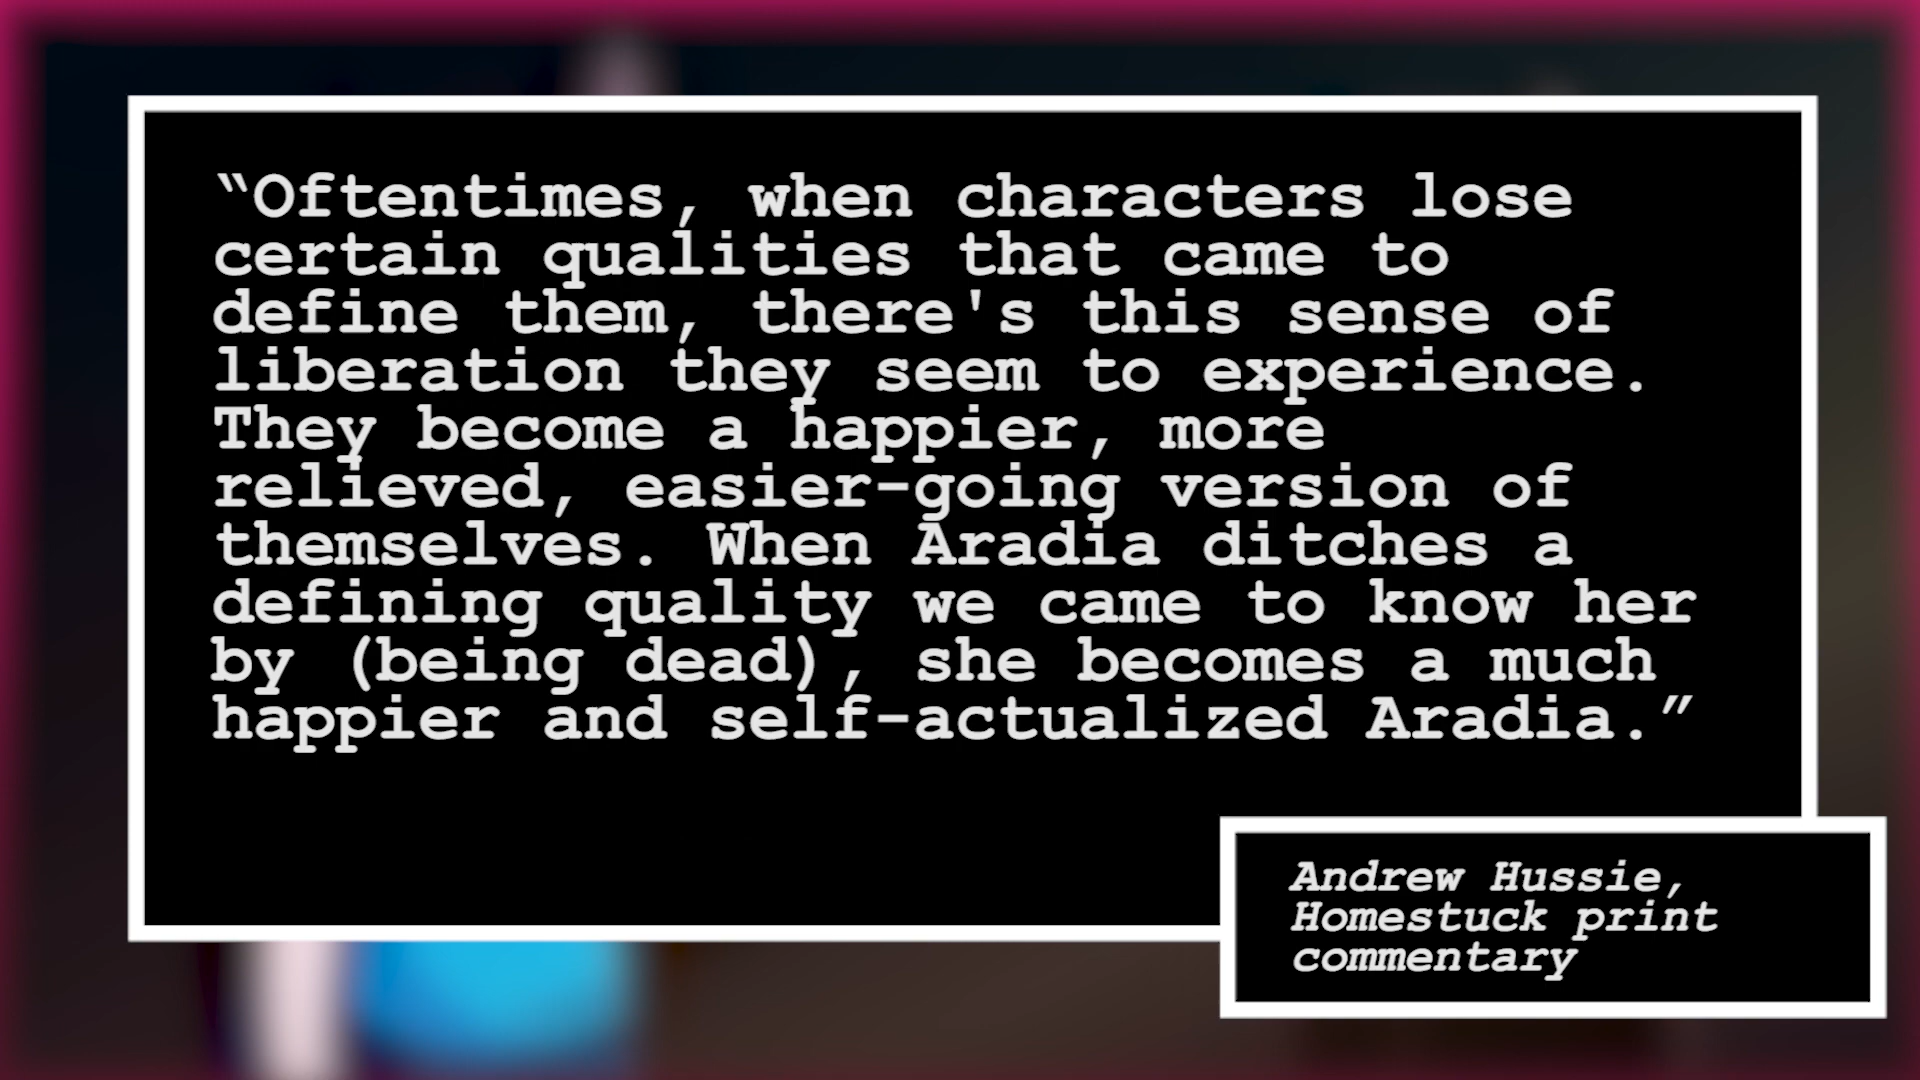 “Oftentimes, when characters lose
certain qualities that came to
define them, there's this sense of
liberation they seem to experience.
They become a happier, more
relieved, easier-going version of
themselves. When Aradia ditches a
defining quality we came to know her
by (being dead), she becomes a much
happier and self-actualized Aradia.”
Andrew Hussie,
Homestuck print
commentary